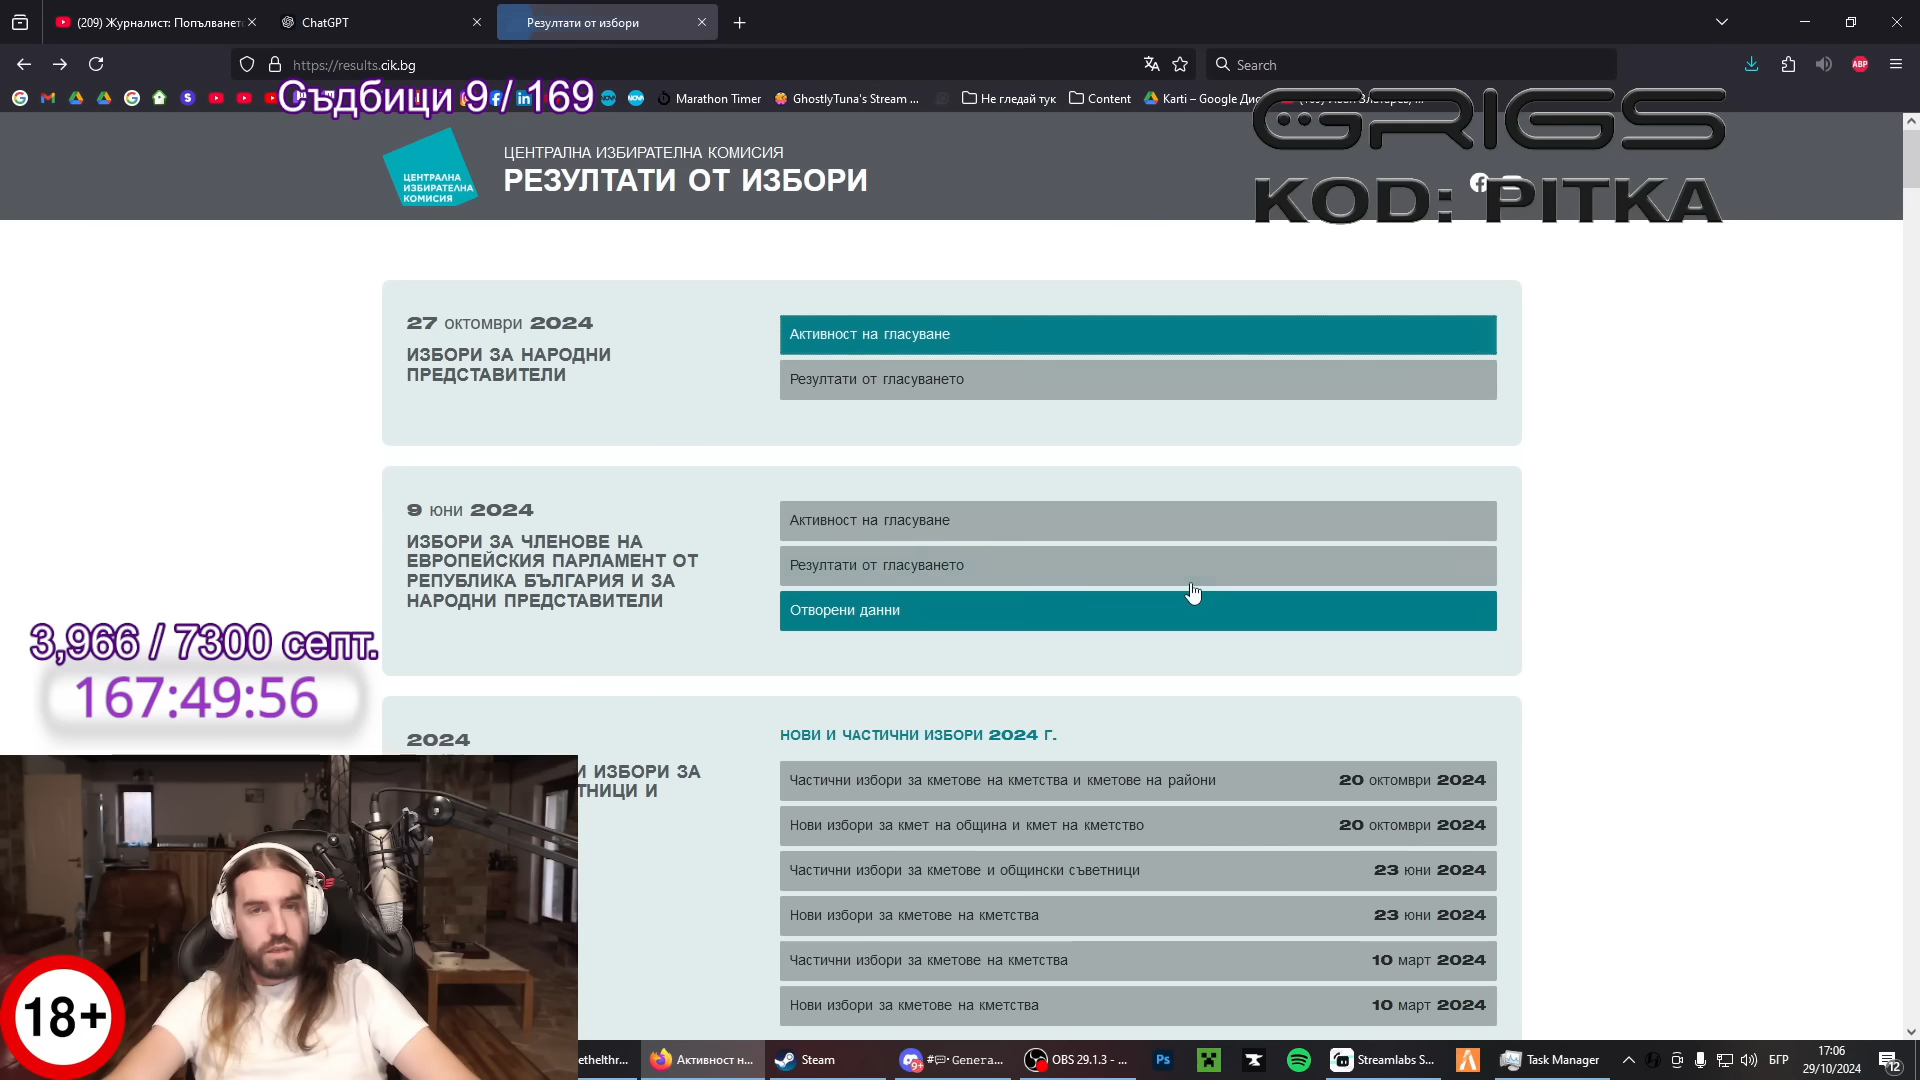 (209) Журналист: Попълванет
ChatGPT
Резултати от избори
https://results.cik.bg
Search
Marathon Timer
GhostlyTuna's Stream ...
Не гледай тук
Content
Karti – Google Ди
Съдбици 9 / 169
GRIGS
KOD: PITKA
ЦЕНТРАЛНА
ИЗБИРАТЕЛНА
КОМИСИЯ
ЦЕНТРАЛНА ИЗБИРАТЕЛНА КОМИСИЯ
РЕЗУЛТАТИ ОТ ИЗБОРИ
27 октомври 2024
ИЗБОРИ ЗА НАРОДНИ
ПРЕДСТАВИТЕЛИ
Активност на гласуване
Резултати от гласуването
9 юни 2024
ИЗБОРИ ЗА ЧЛЕНОВЕ НА
ЕВРОПЕЙСКИЯ ПАРЛАМЕНТ ОТ
РЕПУБЛИКА БЪЛГАРИЯ И ЗА
НАРОДНИ ПРЕДСТАВИТЕЛИ
Активност на гласуване
Резултати от гласуването
Отворени данни
3,966 / 7300 септ.
167:49:56
2024
И ИЗБОРИ ЗА
ТНИЦИ И
НОВИ И ЧАСТИЧНИ ИЗБОРИ 2024 Г.
Частични избори за кметове на кметства и кметове на райони 20 октомври 2024
Нови избори за кмет на община и кмет на кметство 20 октомври 2024
Частични избори за кметове и общински съветници 23 юни 2024
Нови избори за кметове на кметства 23 юни 2024
Частични избори за кметове на кметства 10 март 2024
Нови избори за кметове на кметства 10 март 2024
18+
ethelthr...
Активност н...
Steam
9+
#💬・Genera...
OBS 29.1.3 - ...
Ps
Streamlabs S...
Task Manager
БГР
17:06
29/10/2024
12